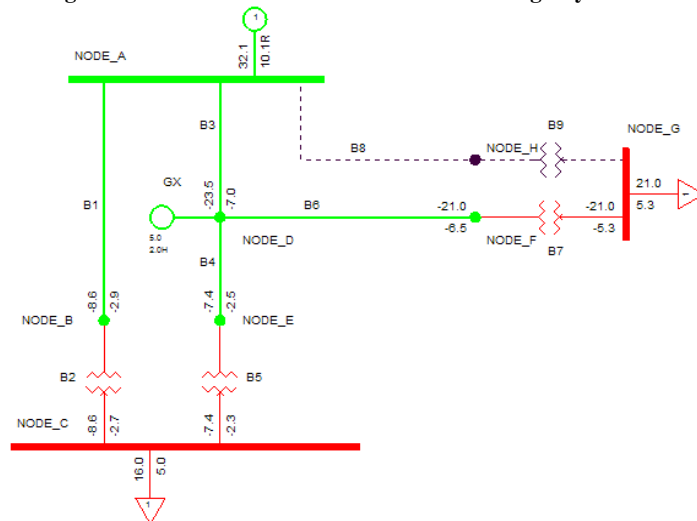 1
32.1
10.1R
NODE_A
B3
B9
NODE_G
B8
NODE_H
GX
-23.5
-7.0
21.0
5.3
1
B1
B6
-21.0
-6.5
-21.0
-5.3
5.0
2.0H
NODE_D
NODE_F
B7
B4
-8.6
-2.9
-7.4
-2.5
NODE_B
NODE_E
B2
B5
NODE_C
-8.6
-2.7
-7.4
-2.3
16.0
5.0
1